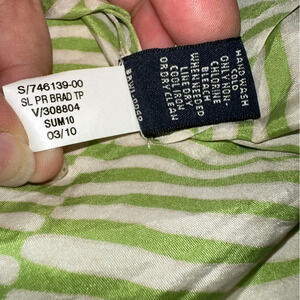 S/746139-00
SL PR BRAD TP
V/308804
SUM10
03/10
HAND WASH
COLD
ONLY NON-
CHLORINE
BLEACH
WHEN NEEDED
LINE DRY
COOL IRON
OR DRY CLEAN